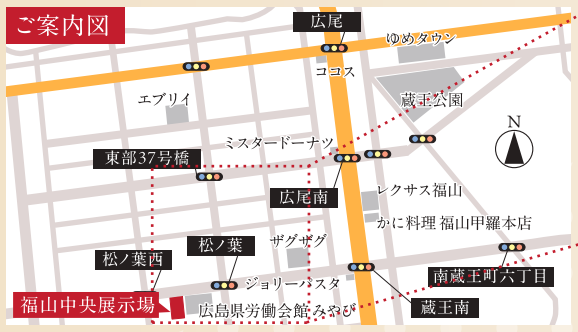 ご案内図
広尾
ゆめタウン
ココス
エブリイ
蔵王公園
N
ミスタードーナツ
東部37号橋
広尾南
レクサス福山
かに料理 福山甲羅本店
松ノ葉
ザグザグ
松ノ葉西
南蔵王町六丁目
ジョリーパスタ
福山中央展示場
広島県労働会館 みやび
蔵王南